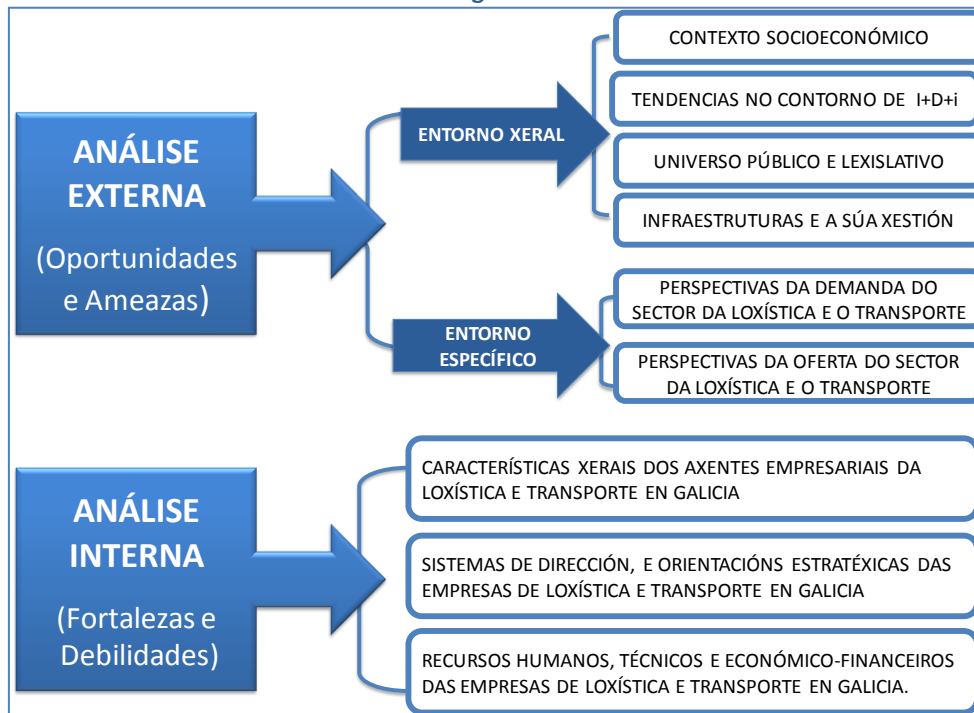 ANÁLISE
EXTERNA
(Oportunidades
e Ameazas)
ENTORNO XERAL
CONTEXTO SOCIOECONÓMICO
TENDENCIAS NO CONTORNO DE I+D+i
UNIVERSO PÚBLICO E LEXISLATIVO
INFRAESTRUTURAS E A SÚA XESTIÓN
ENTORNO
ESPECÍFICO
PERSPECTIVAS DA DEMANDA DO
SECTOR DA LOXÍSTICA E O TRANSPORTE
PERSPECTIVAS DA OFERTA DO SECTOR
DA LOXÍSTICA E O TRANSPORTE
ANÁLISE
INTERNA
(Fortalezas e
Debilidades)
CARACTERÍSTICAS XERAIS DOS AXENTES EMPRESARIAIS DA
LOXÍSTICA E TRANSPORTE EN GALICIA
SISTEMAS DE DIRECCIÓN, E ORIENTACIÓNS ESTRATÉXICAS DAS
EMPRESAS DE LOXÍSTICA E TRANSPORTE EN GALICIA
RECURSOS HUMANOS, TÉCNICOS E ECONÓMICO-FINANCEIROS
DAS EMPRESAS DE LOXÍSTICA E TRANSPORTE EN GALICIA.